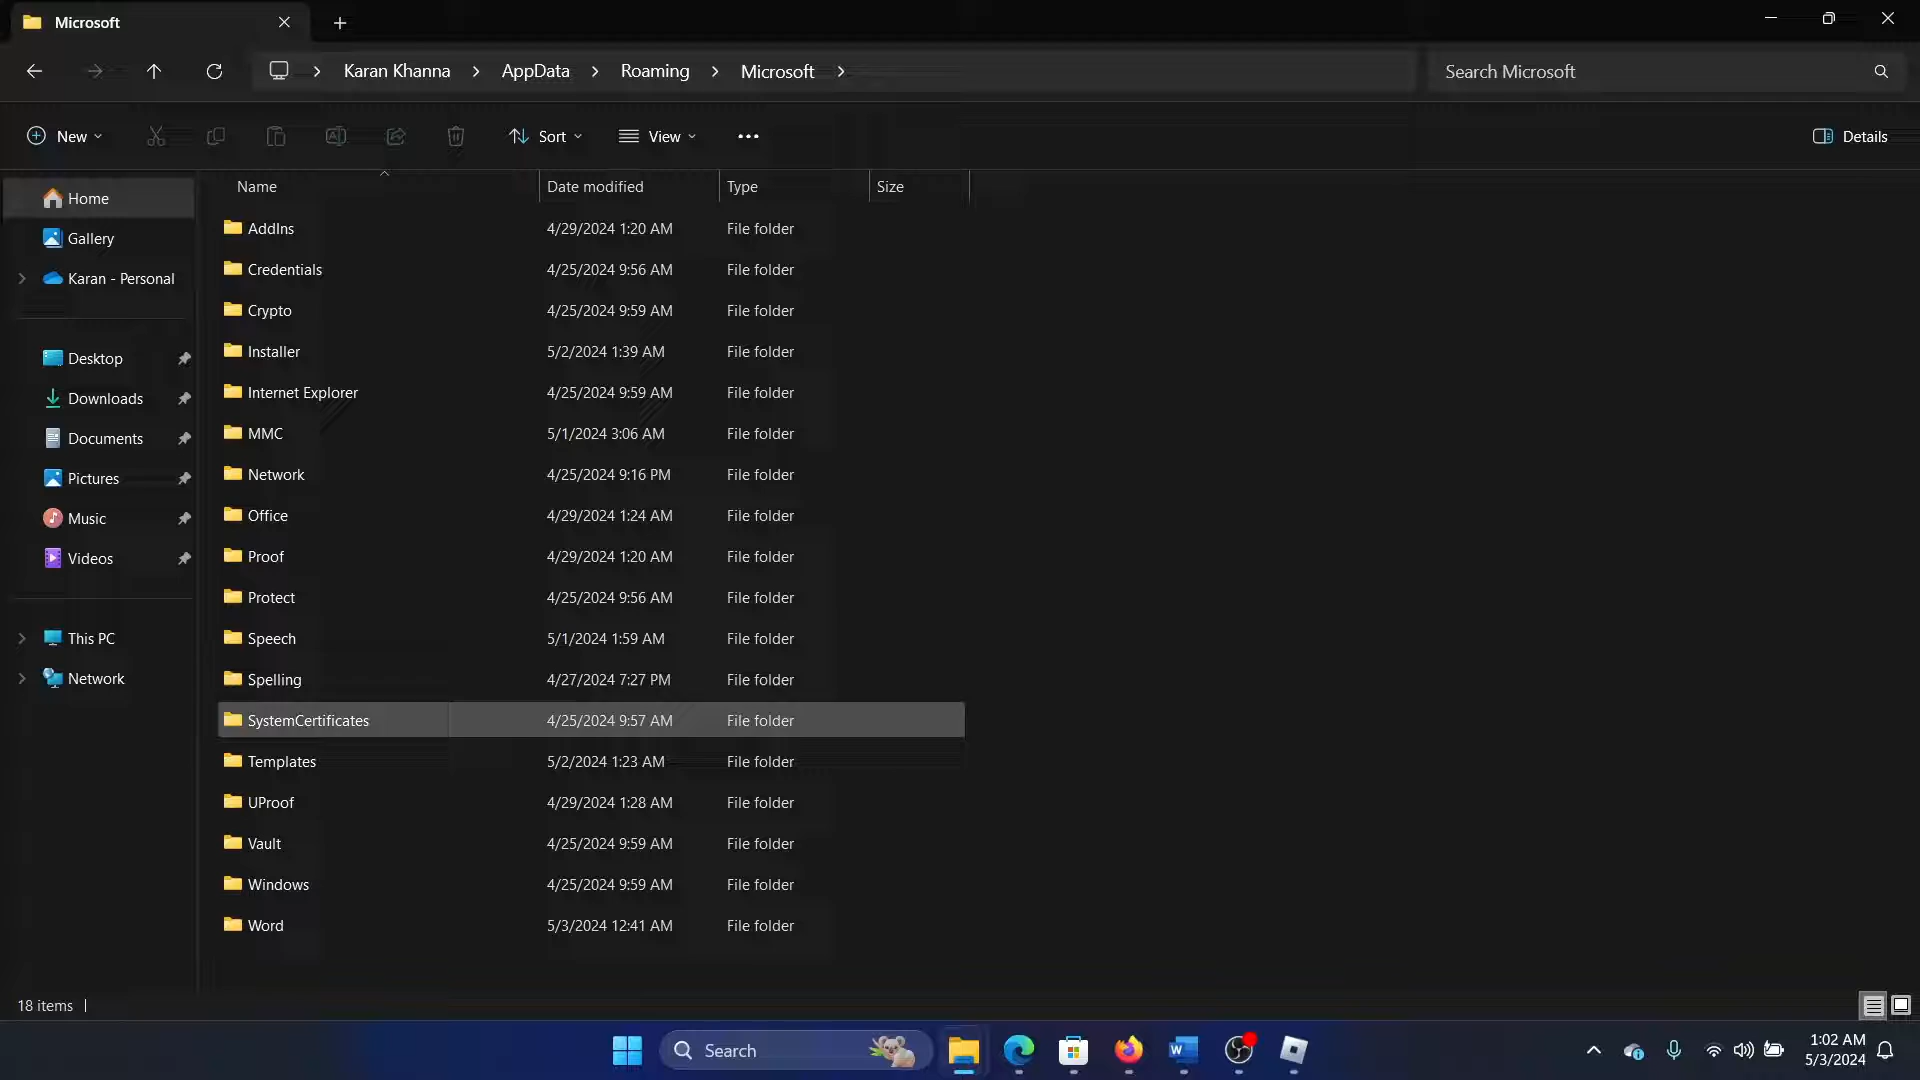 Microsoft
Karan Khanna > AppData > Roaming > Microsoft >
Search Microsoft
New
Sort
View
Details
Name Date modified Type Size
Home
Gallery
Karan - Personal
Desktop
Downloads
Documents
Pictures
Music
Videos
This PC
Network
AddIns 4/29/2024 1:20 AM File folder
Credentials 4/25/2024 9:56 AM File folder
Crypto 4/25/2024 9:59 AM File folder
Installer 5/2/2024 1:39 AM File folder
Internet Explorer 4/25/2024 9:59 AM File folder
MMC 5/1/2024 3:06 AM File folder
Network 4/25/2024 9:16 PM File folder
Office 4/29/2024 1:24 AM File folder
Proof 4/29/2024 1:20 AM File folder
Protect 4/25/2024 9:56 AM File folder
Speech 5/1/2024 1:59 AM File folder
Spelling 4/27/2024 7:27 PM File folder
SystemCertificates 4/25/2024 9:57 AM File folder
Templates 5/2/2024 1:23 AM File folder
UProof 4/29/2024 1:28 AM File folder
Vault 4/25/2024 9:59 AM File folder
Windows 4/25/2024 9:59 AM File folder
Word 5/3/2024 12:41 AM File folder
18 items
Search
1:02 AM
5/3/2024